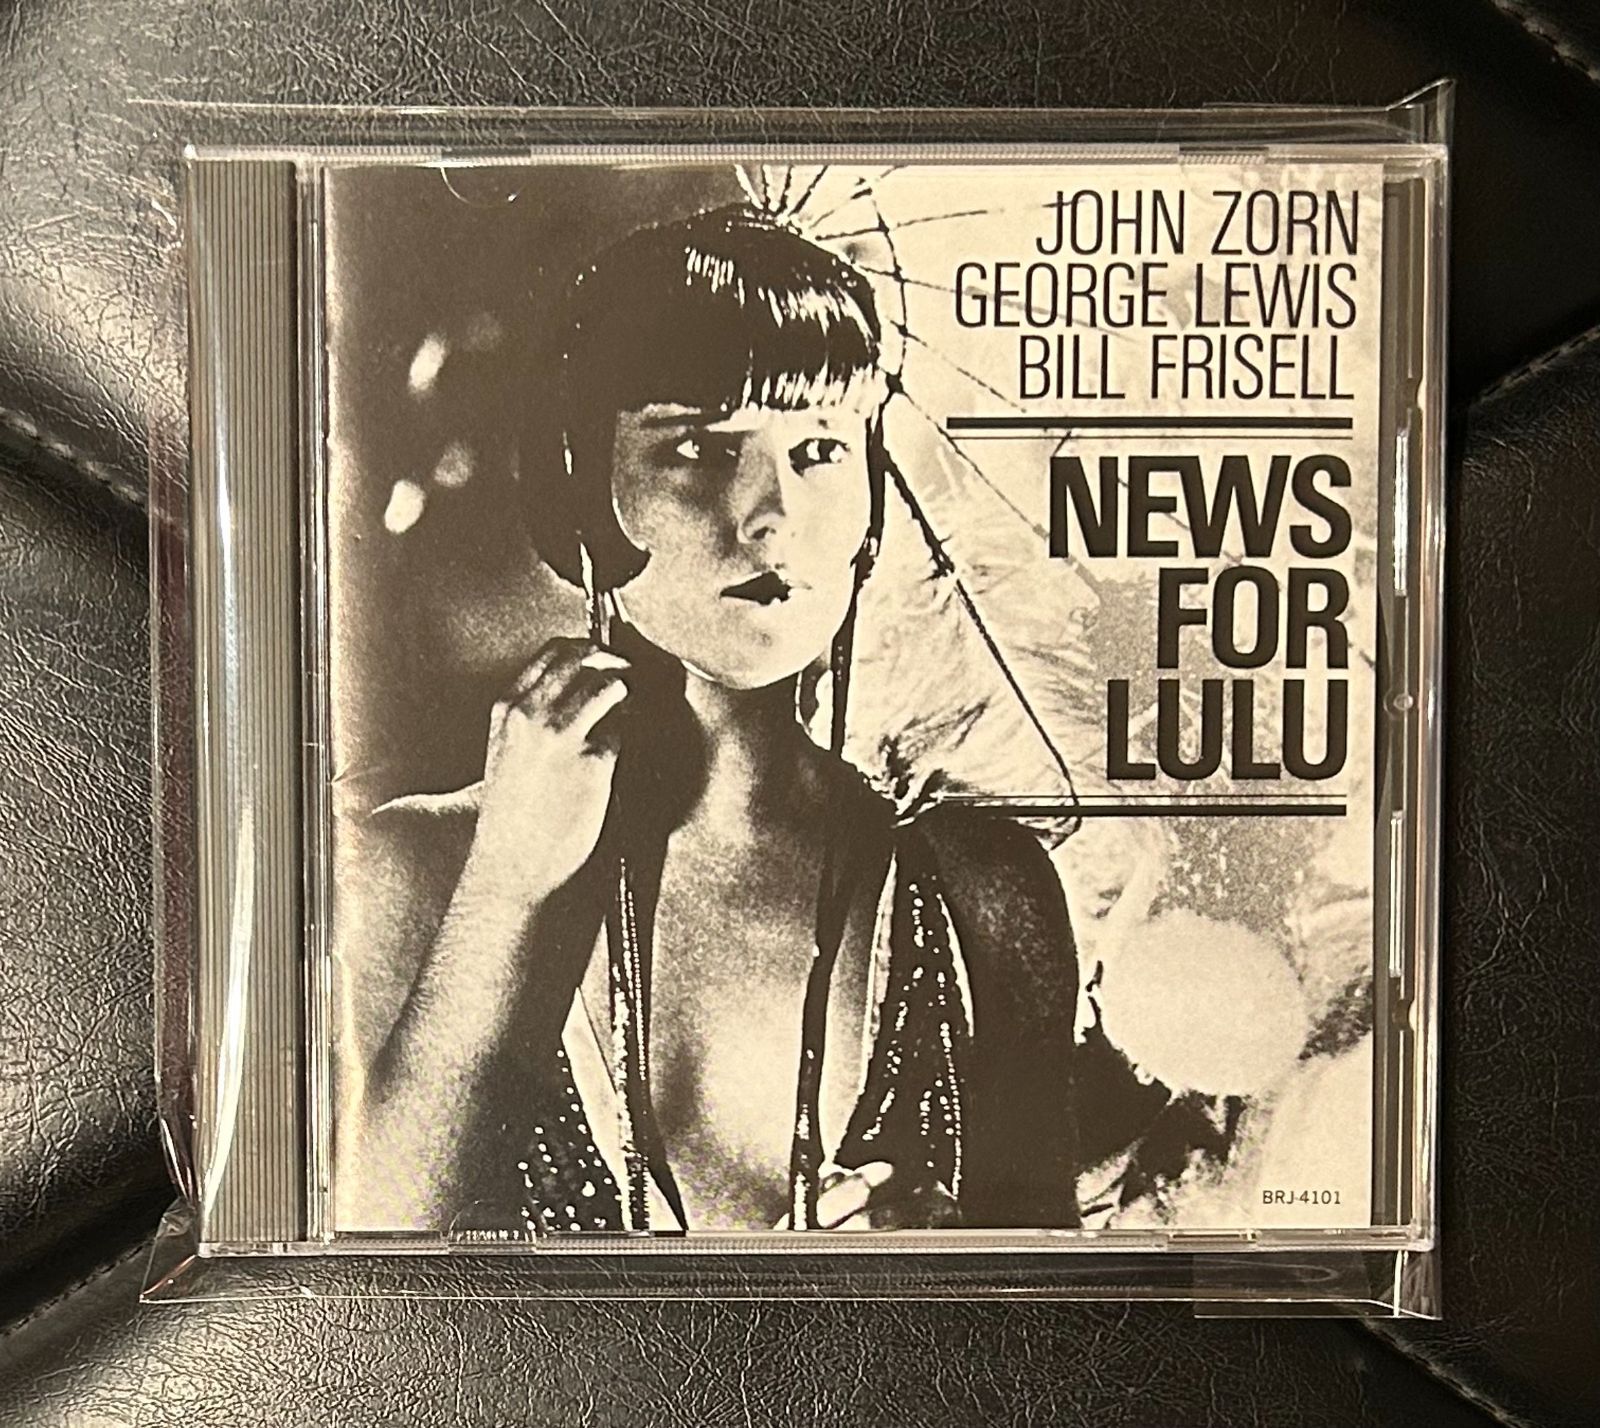 JOHN ZORN
GEORGE LEWIS
BILL FRISELL
NEWS
FOR
LULU
BRJ-4101